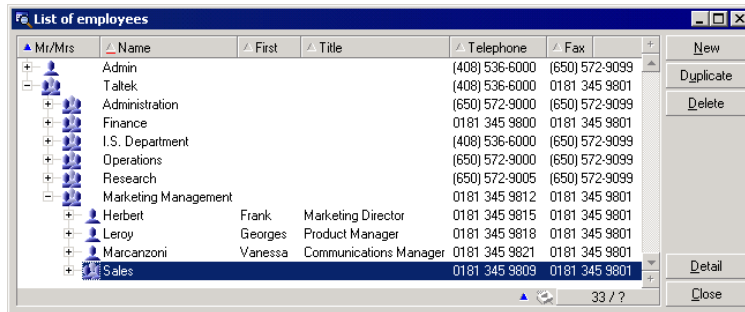 List of employees
Mr/Mrs Name First Title Telephone Fax New
Admin (408) 536-6000 (650) 572-9099
Duplicate
Taltek (408) 536-6000 0181 345 9801
Administration (650) 572-9000 (650) 572-9099
Delete
Finance 0181 345 9800 0181 345 9801
I.S. Department (408) 536-6000 (650) 572-9099
Operations (650) 572-9000 (650) 572-9099
Research (650) 572-9005 (650) 572-9099
Marketing Management 0181 345 9812 0181 345 9801
Herbert Frank Marketing Director 0181 345 9815 0181 345 9801
Leroy Georges Product Manager 0181 345 9818 0181 345 9801
Marcanzoni Vanessa Communications Manager 0181 345 9821 0181 345 9801
Sales 0181 345 9809 0181 345 9801 Detail
33 / ? Close